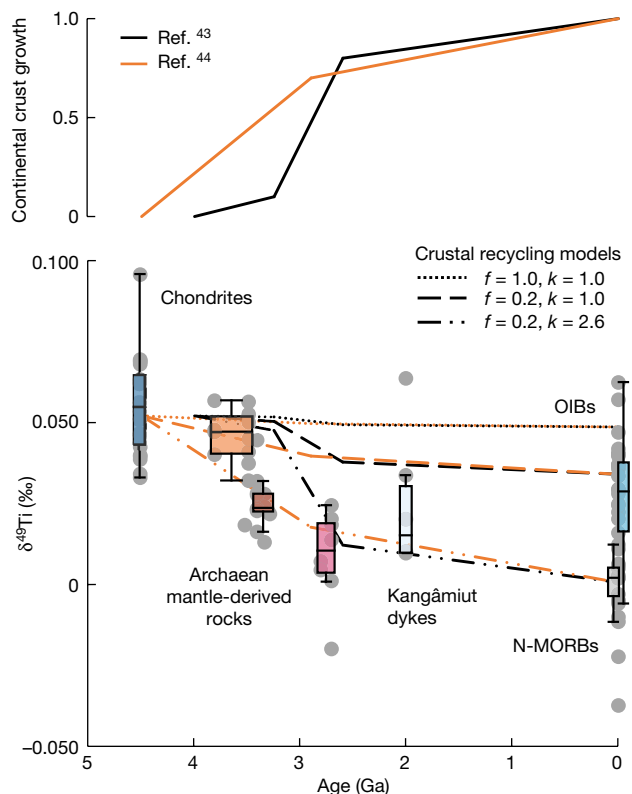 Continental crust growth
1.0
0.5
0
Ref. 43
Ref. 44
δ49Ti (‰)
0.100
0.050
0
−0.050
Crustal recycling models
f = 1.0, k = 1.0
f = 0.2, k = 1.0
f = 0.2, k = 2.6
Chondrites
OIBs
Archaean
mantle-derived
rocks
Kangâmiut
dykes
N-MORBs
5
4
3
2
1
0
Age (Ga)